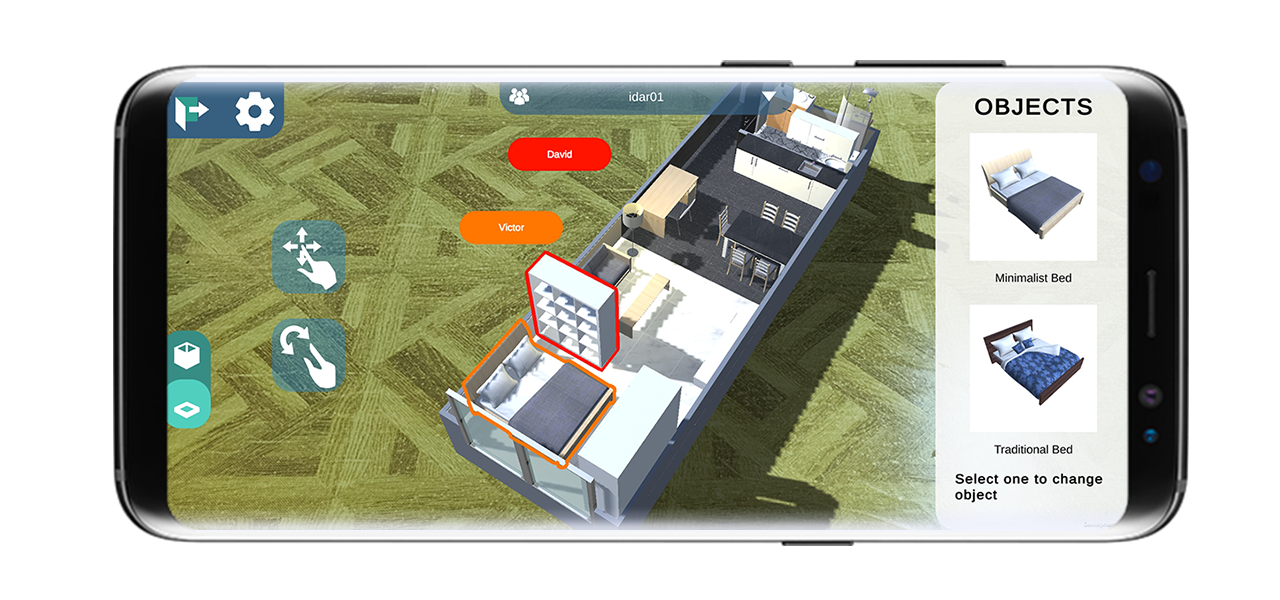 idar01
David
Victor
OBJECTS
Minimalist Bed
Traditional Bed
Select one to change
object